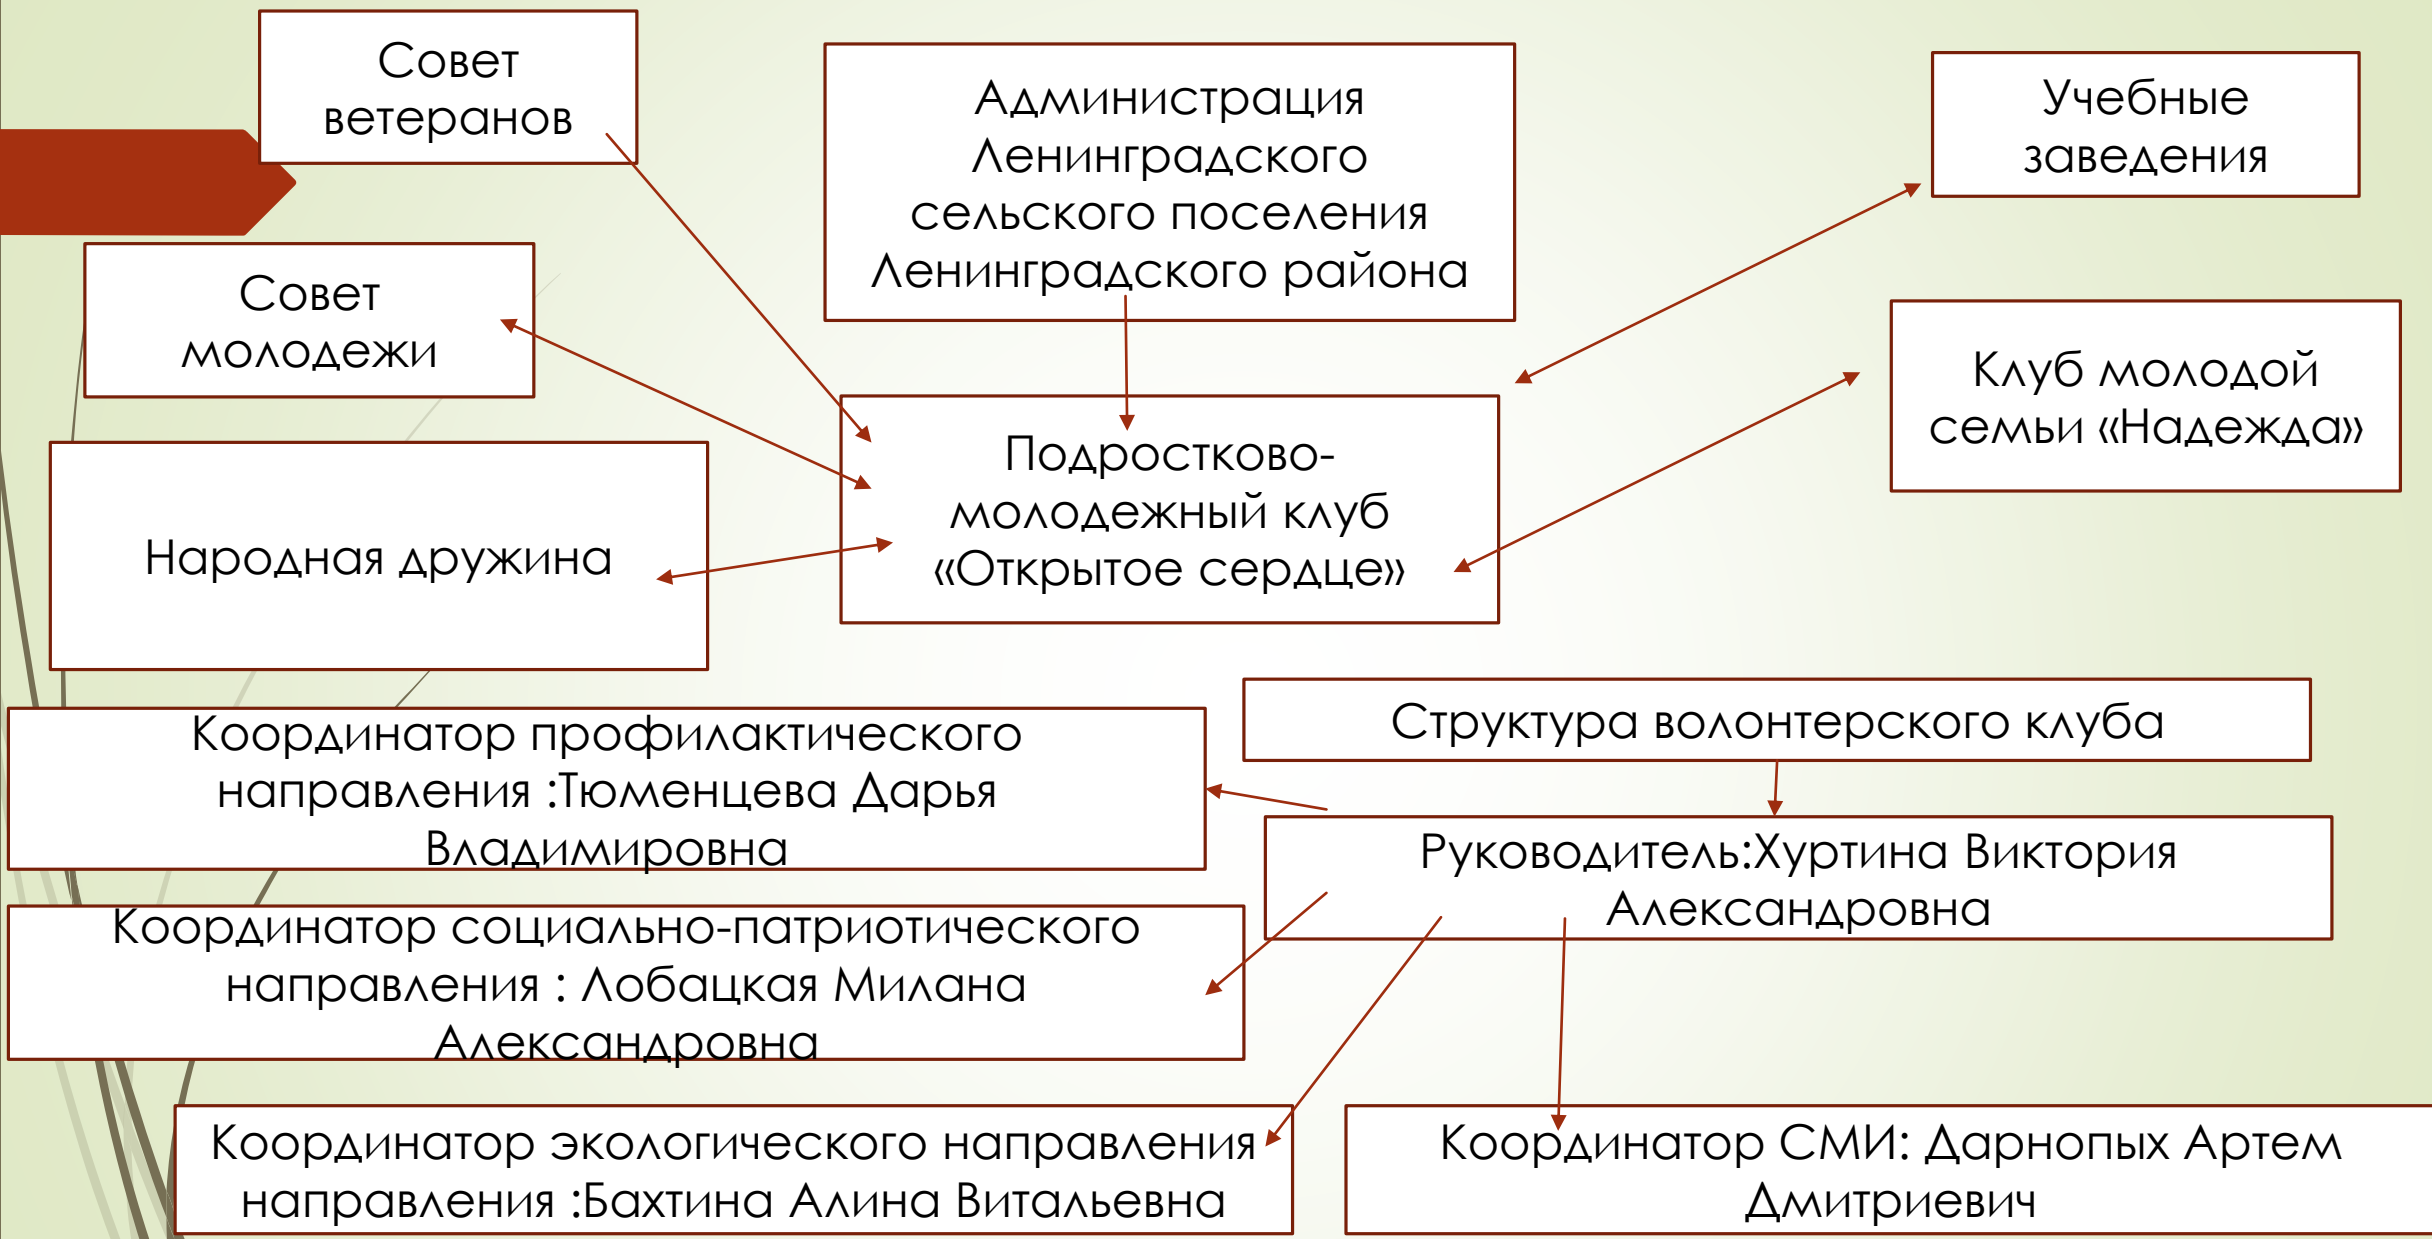 Совет
ветеранов
Администрация
Ленинградского
сельского поселения
Ленинградского района
Учебные
заведения
Совет
молодежи
Клуб молодой
семьи «Надежда»
Народная дружина
Подростково-
молодежный клуб
«Открытое сердце»
Структура волонтерского клуба
Координатор профилактического
направления :Тюменцева Дарья
Владимировна
Руководитель:Хуртина Виктория
Александровна
Координатор социально-патриотического
направления : Лобацкая Милана
Александровна
Координатор экологического направления
направления :Бахтина Алина Витальевна
Координатор СМИ: Дарнопых Артем
Дмитриевич